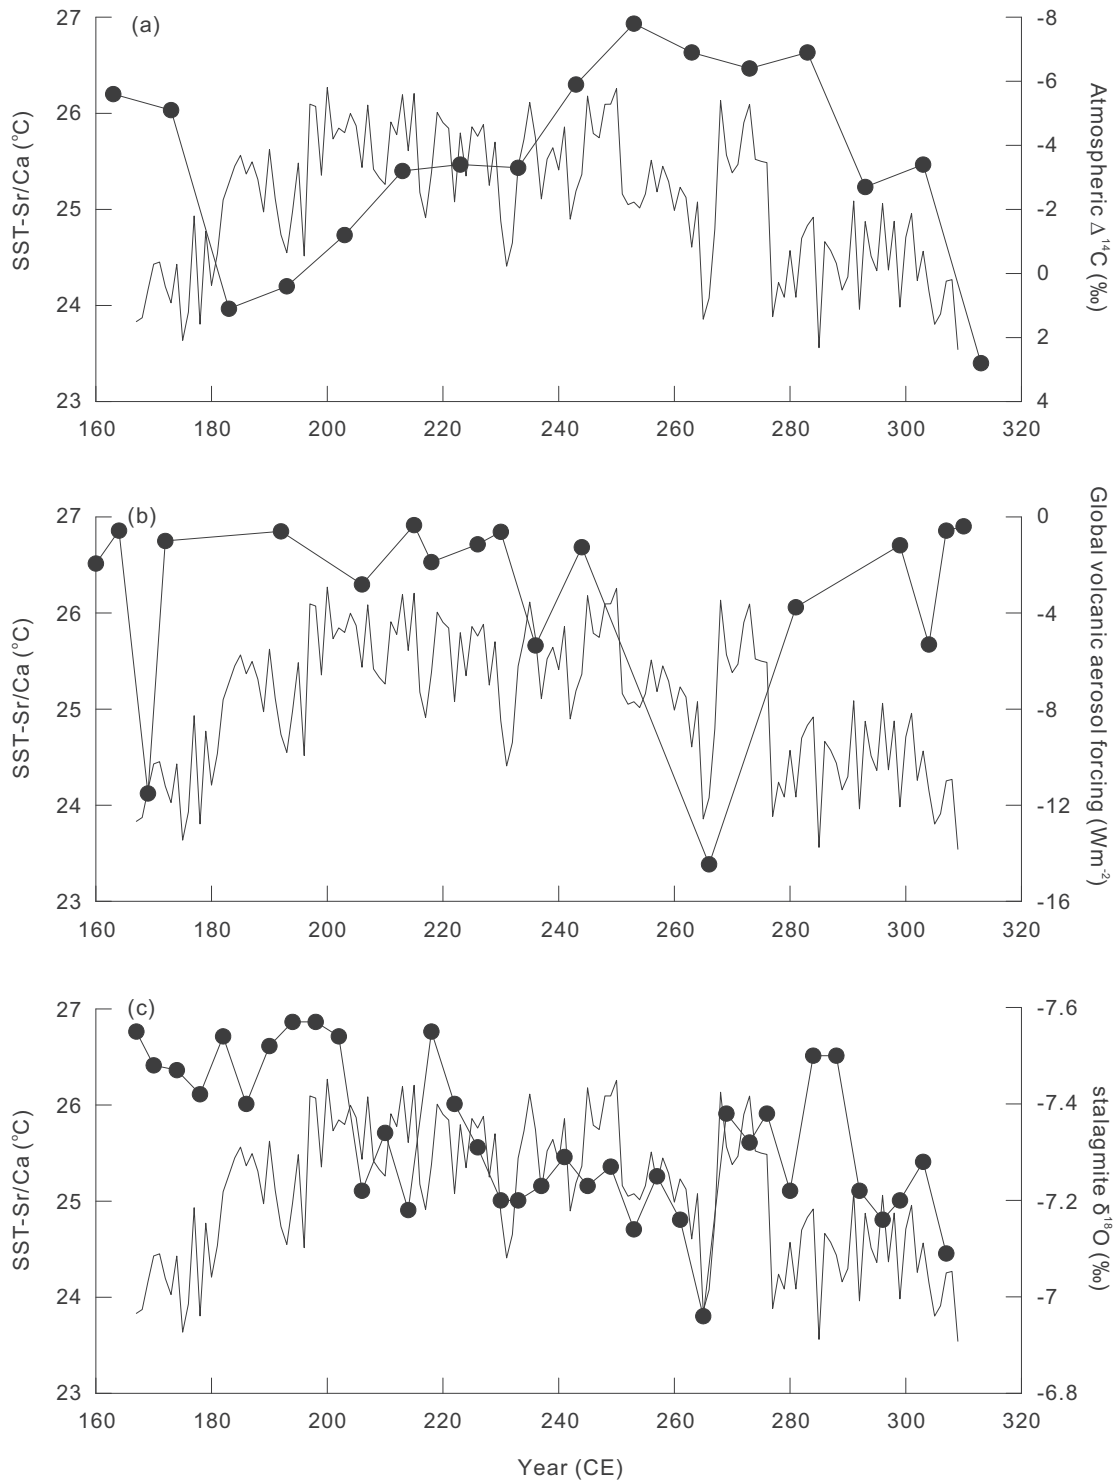 (a)
27
26
25
24
23
SST-Sr/Ca (°C)
-8
-6
-4
-2
0
2
4
Atmospheric Δ¹⁴C (‰)
160 180 200 220 240 260 280 300 320
(b)
27
26
25
24
23
SST-Sr/Ca (°C)
0
-4
-8
-12
-16
Global volcanic aerosol forcing (Wm⁻²)
160 180 200 220 240 260 280 300 320
(c)
27
26
25
24
23
SST-Sr/Ca (°C)
-7.6
-7.4
-7.2
-7
-6.8
stalagmite δ¹⁸O (‰)
160 180 200 220 240 260 280 300 320
Year (CE)